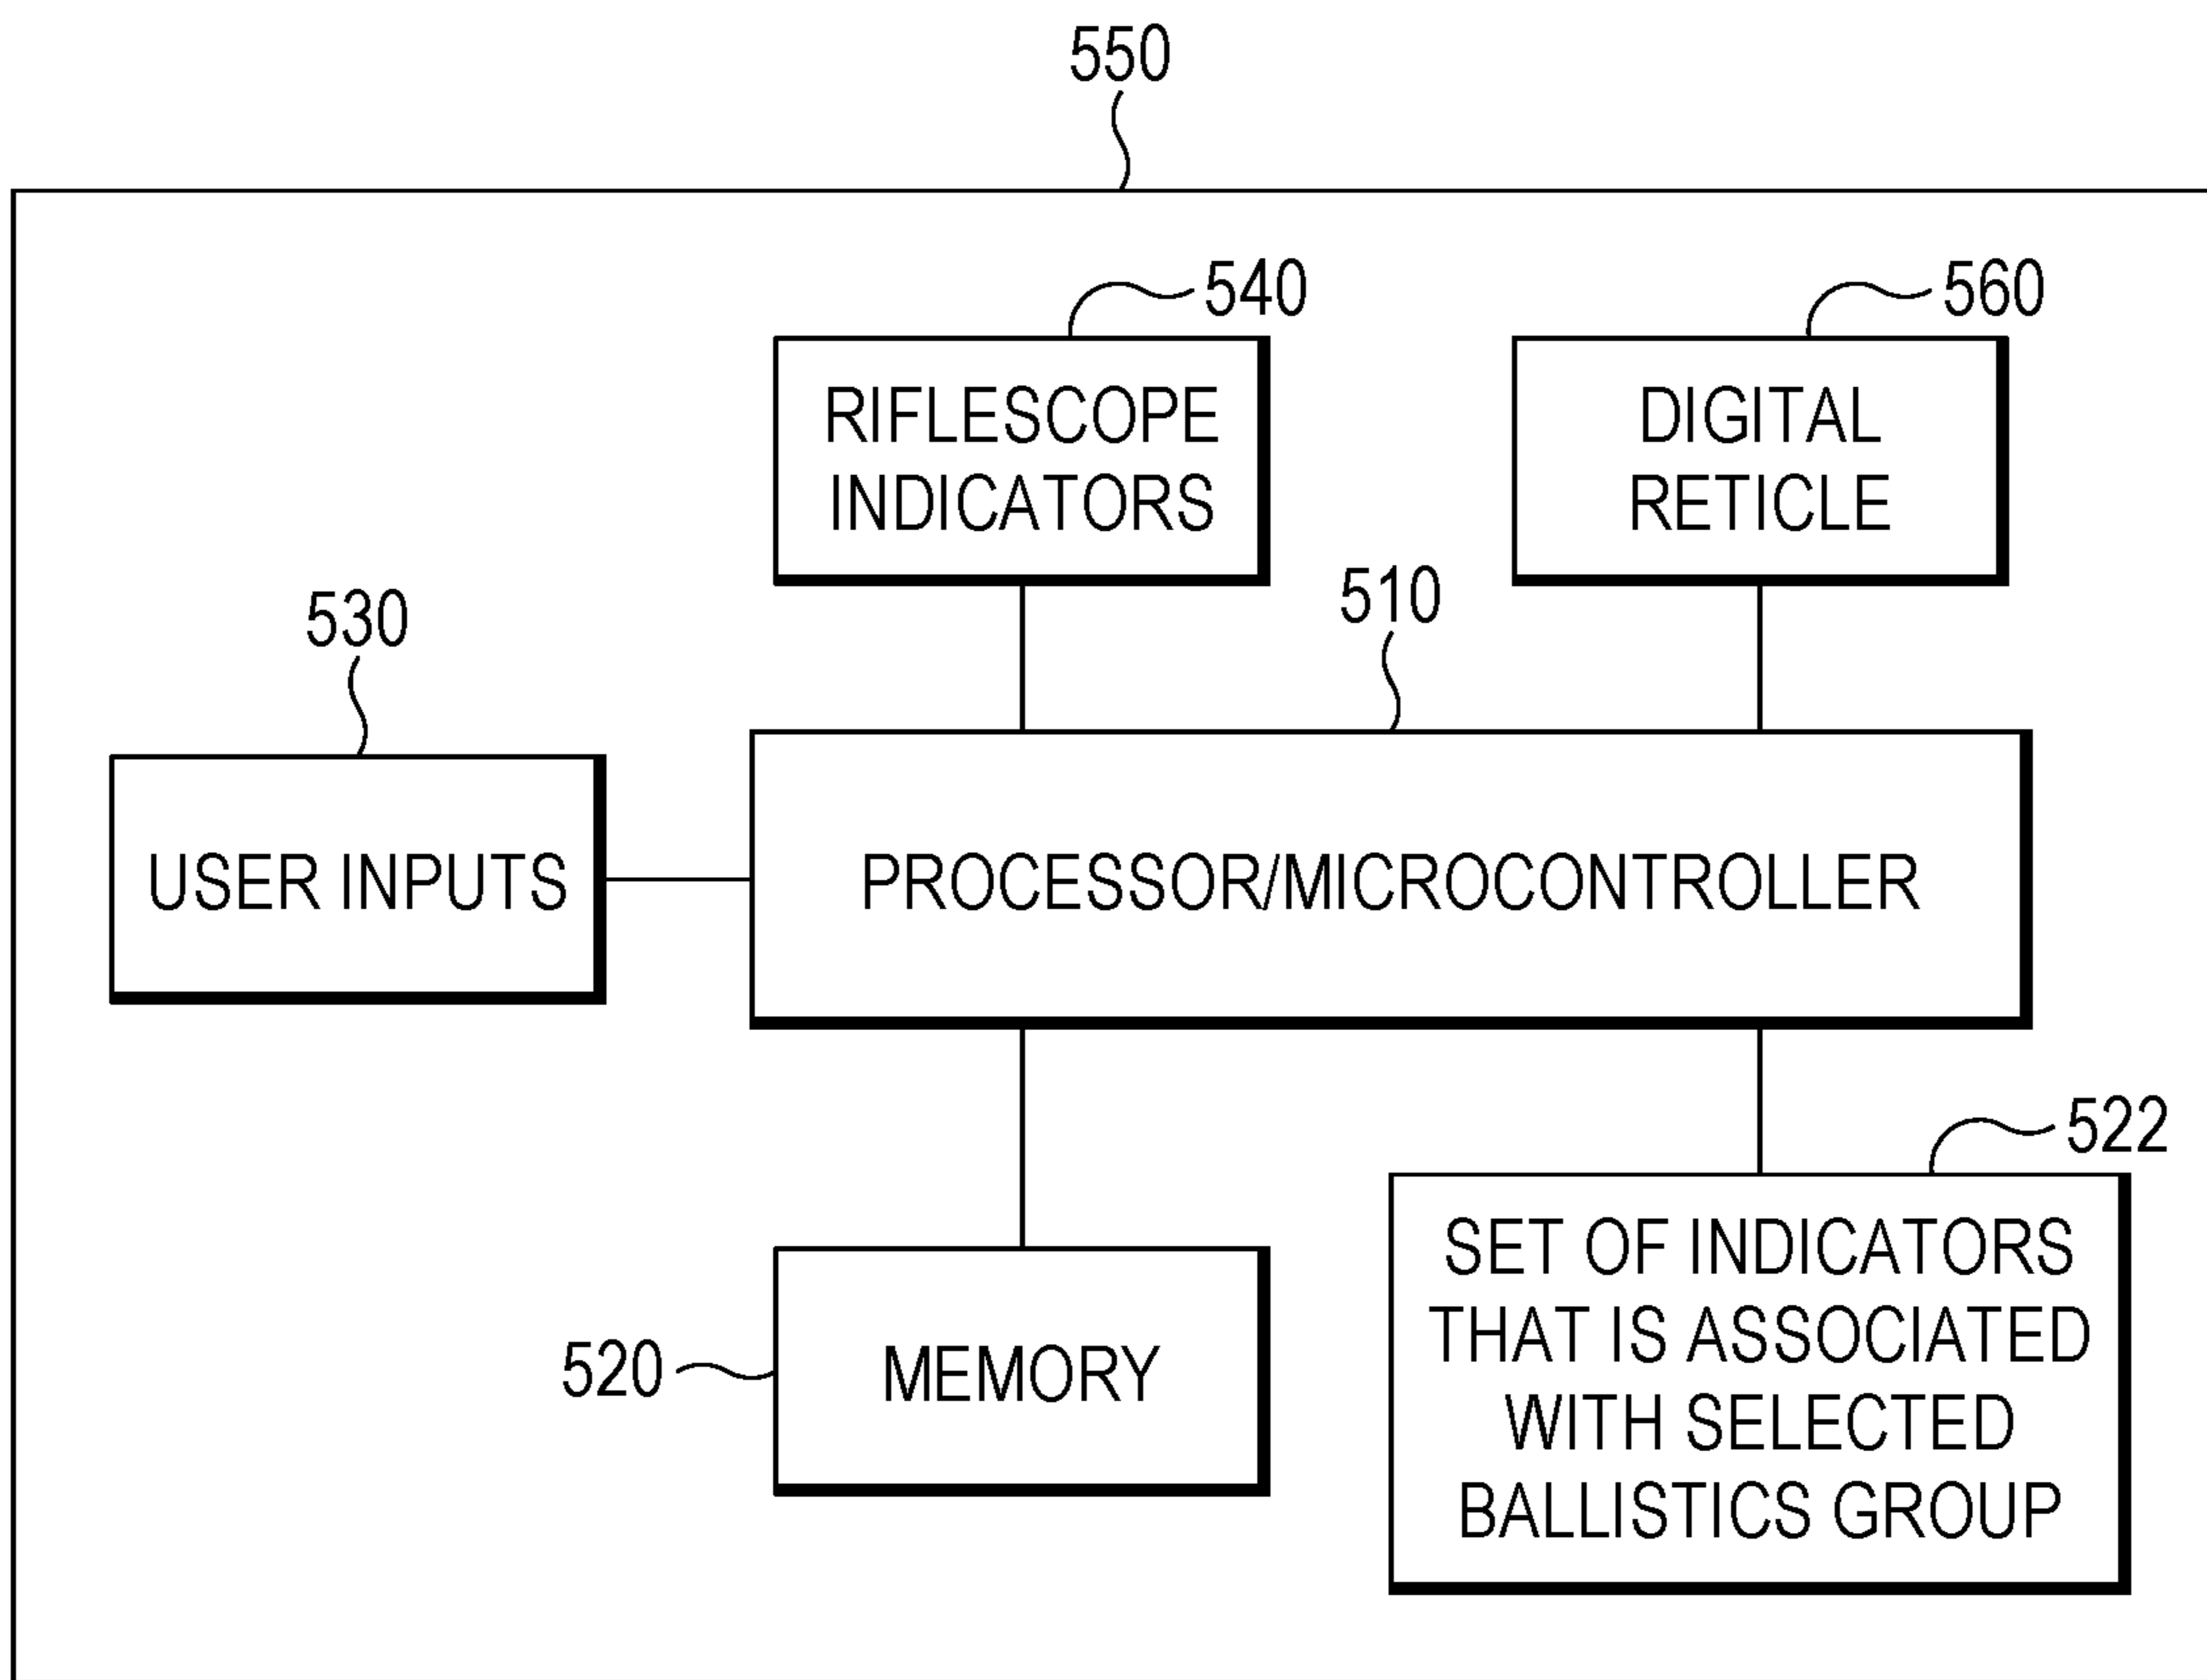 550
540
560
RIFLESCOPE
INDICATORS
DIGITAL
RETICLE
530
510
USER INPUTS
PROCESSOR/MICROCONTROLLER
522
520
MEMORY
SET OF INDICATORS
THAT IS ASSOCIATED
WITH SELECTED
BALLISTICS GROUP